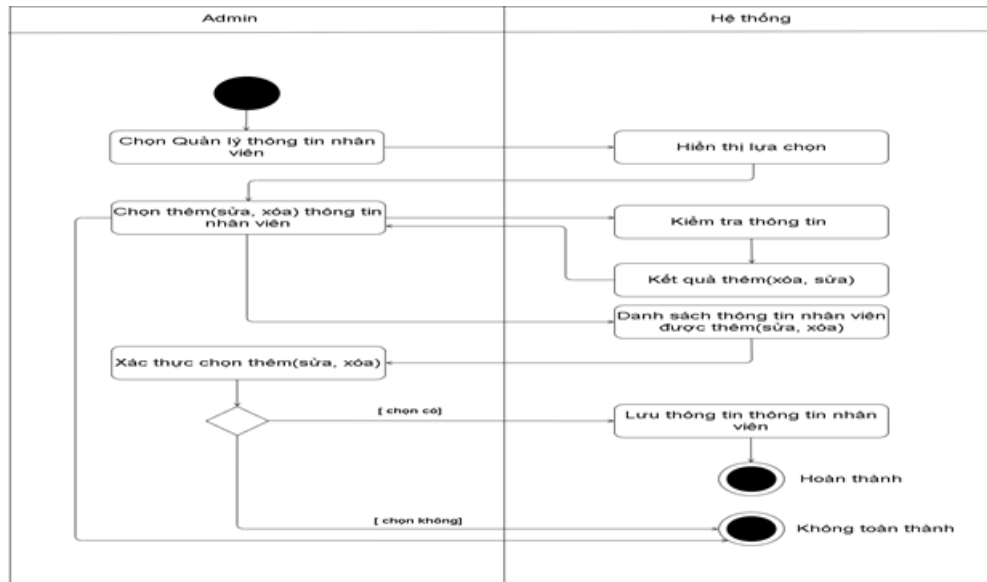 Admin
Hệ thống
Chọn Quản lý thông tin nhân
viên
Hiển thị lựa chọn
Chọn thêm(sửa, xóa) thông tin
nhân viên
Kiểm tra thông tin
Kết quả thêm(xóa, sửa)
Danh sách thông tin nhân viên
được thêm(sửa, xóa)
Xác thực chọn thêm(sửa, xóa)
[ chọn có]
Lưu thông tin thông tin nhân
viên
Hoàn thành
[ chọn không]
Không toàn thành